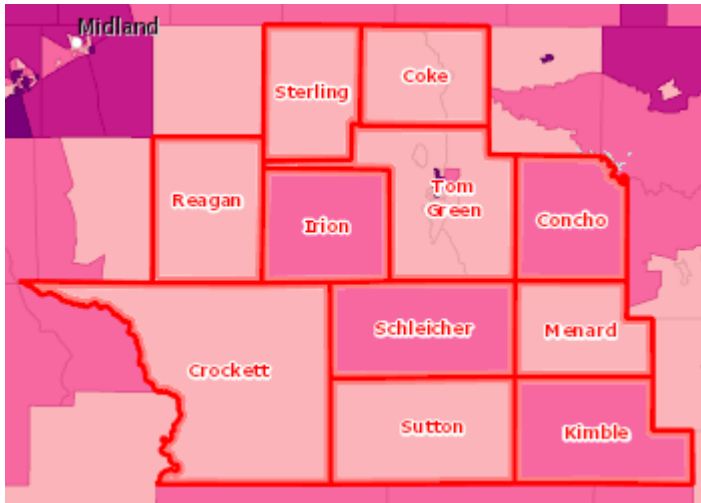 Midland
Sterling
Coke
Reagan
Irion
Tom
Green
Concho
Crockett
Schleicher
Menard
Sutton
Kimble